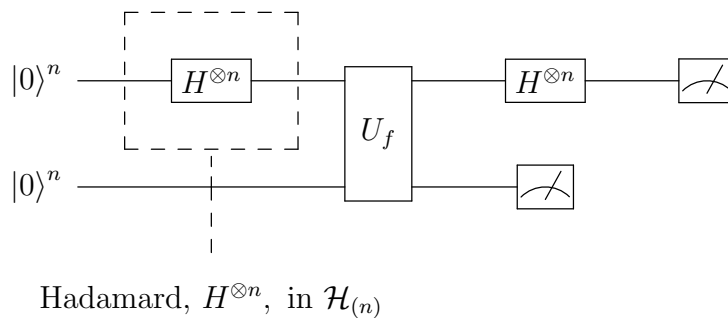 |0⟩ⁿ H^{⊗n} H^{⊗n}
U_f
|0⟩ⁿ
Hadamard, H^{⊗n}, in ℋ_{(n)}